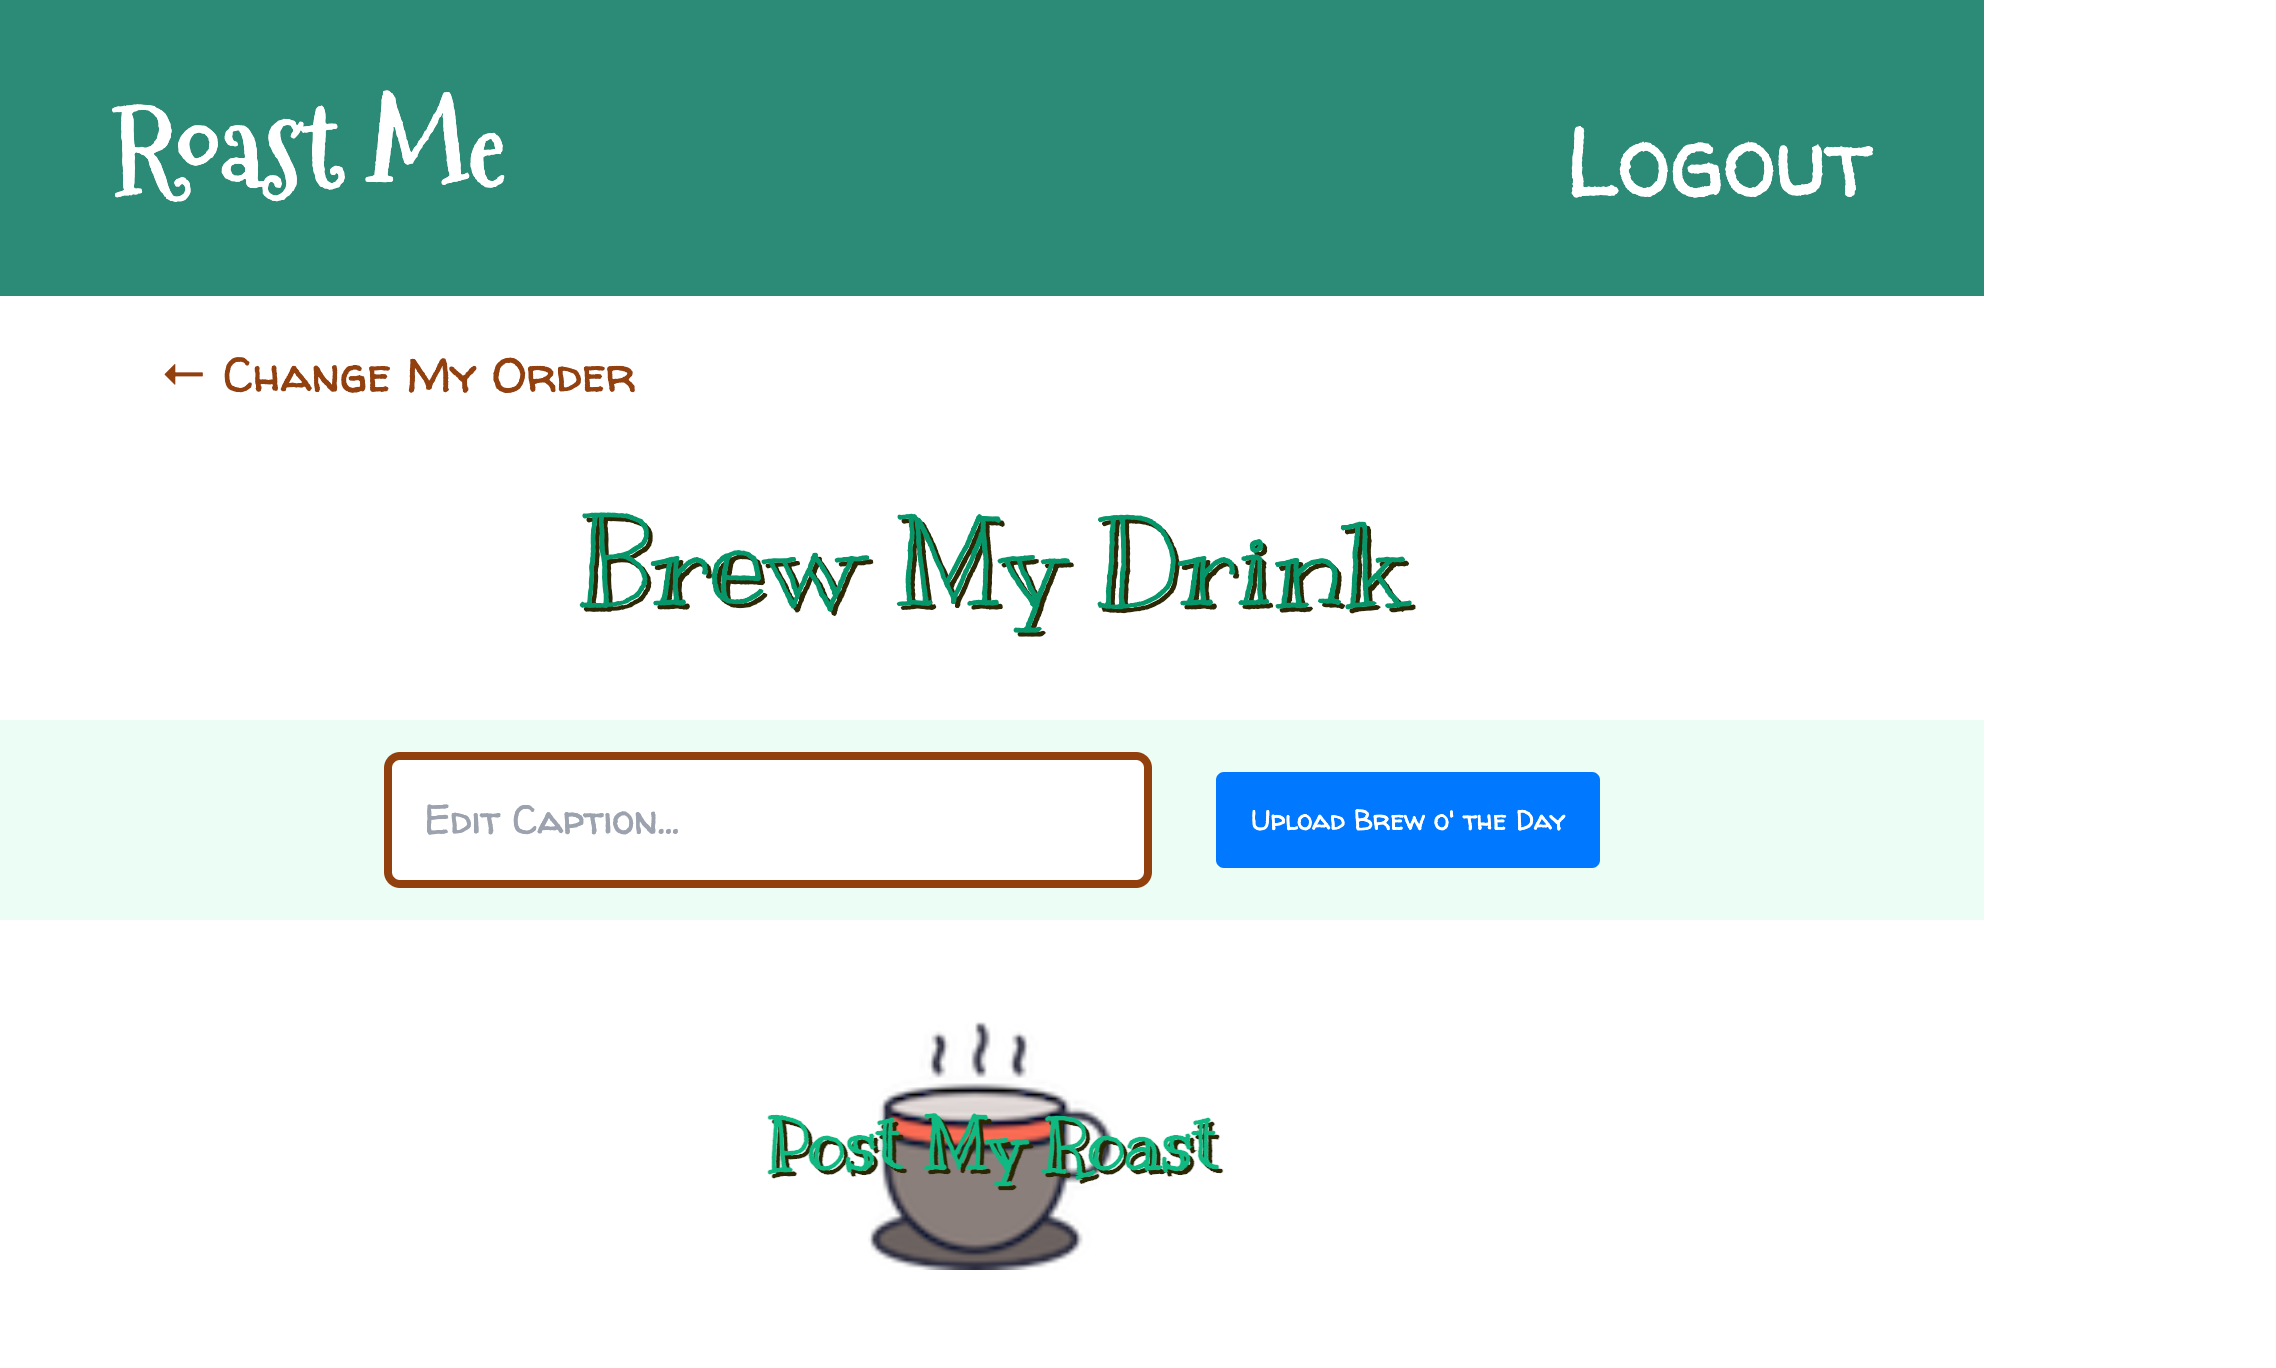 Roast Me
Logout
← Change My Order
Brew My Drink
Edit Caption...
Upload Brew o' the Day
Post My Roast